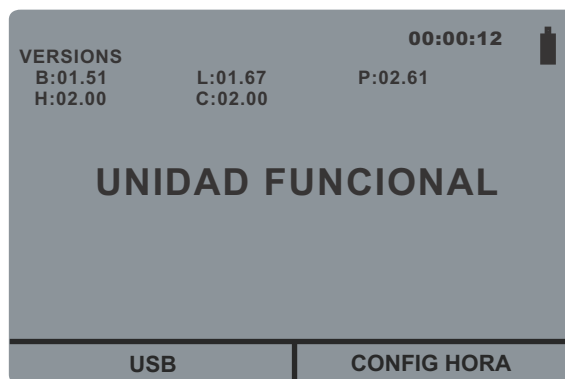 00:00:12
VERSIONS
B:01.51 L:01.67 P:02.61
H:02.00 C:02.00
UNIDAD FUNCIONAL
USB CONFIG HORA